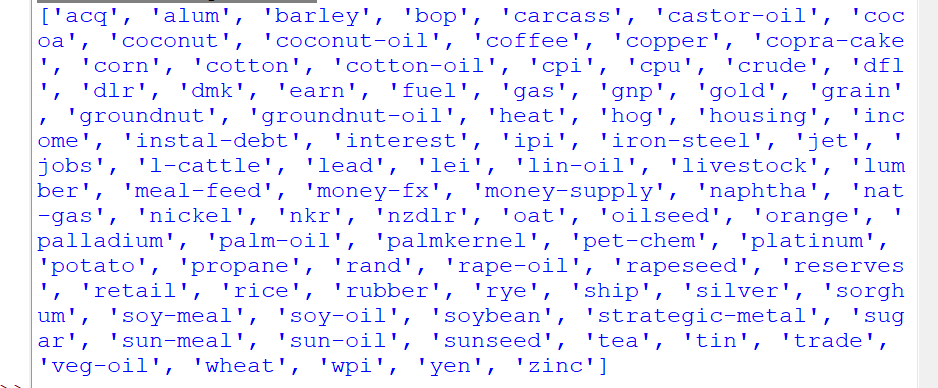 ['acq', 'alum', 'barley', 'bop', 'carcass', 'castor-oil', 'coc
oa', 'coconut', 'coconut-oil', 'coffee', 'copper', 'copra-cake
', 'corn', 'cotton', 'cotton-oil', 'cpi', 'cpu', 'crude', 'dfl
', 'dlr', 'dmk', 'earn', 'fuel', 'gas', 'gnp', 'gold', 'grain'
, 'groundnut', 'groundnut-oil', 'heat', 'hog', 'housing', 'inc
ome', 'instal-debt', 'interest', 'ipi', 'iron-steel', 'jet', '
jobs', 'l-cattle', 'lead', 'lei', 'lin-oil', 'livestock', 'lum
ber', 'meal-feed', 'money-fx', 'money-supply', 'naphtha', 'nat
-gas', 'nickel', 'nkr', 'nzdlr', 'oat', 'oilseed', 'orange', '
palladium', 'palm-oil', 'palmkernel', 'pet-chem', 'platinum',
'potato', 'propane', 'rand', 'rape-oil', 'rapeseed', 'reserves
', 'retail', 'rice', 'rubber', 'rye', 'ship', 'silver', 'sorgh
um', 'soy-meal', 'soy-oil', 'soybean', 'strategic-metal', 'sug
ar', 'sun-meal', 'sun-oil', 'sunseed', 'tea', 'tin', 'trade',
'veg-oil', 'wheat', 'wpi', 'yen', 'zinc']